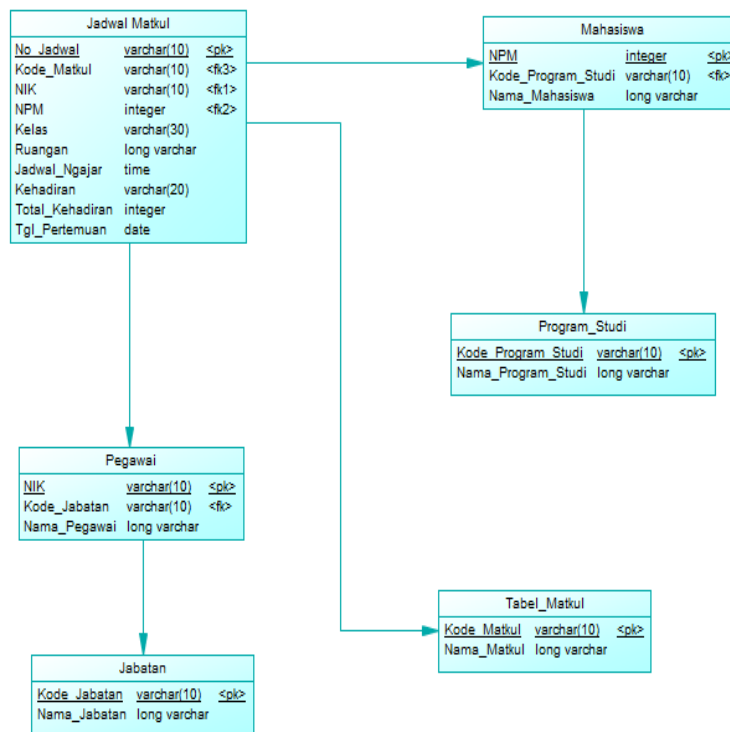 Jadwal Matkul
No_Jadwal varchar(10) <pk>
Kode_Matkul varchar(10) <fk3>
NIK varchar(10) <fk1>
NPM integer <fk2>
Kelas varchar(30)
Ruangan long varchar
Jadwal_Ngajar time
Kehadiran varchar(20)
Total_Kehadiran integer
Tgl_Pertemuan date
Mahasiswa
NPM integer <pk>
Kode_Program_Studi varchar(10) <fk>
Nama_Mahasiswa long varchar
Program_Studi
Kode_Program_Studi varchar(10) <pk>
Nama_Program_Studi long varchar
Pegawai
NIK varchar(10) <pk>
Kode_Jabatan varchar(10) <fk>
Nama_Pegawai long varchar
Tabel_Matkul
Kode_Matkul varchar(10) <pk>
Nama_Matkul long varchar
Jabatan
Kode_Jabatan varchar(10) <pk>
Nama_Jabatan long varchar